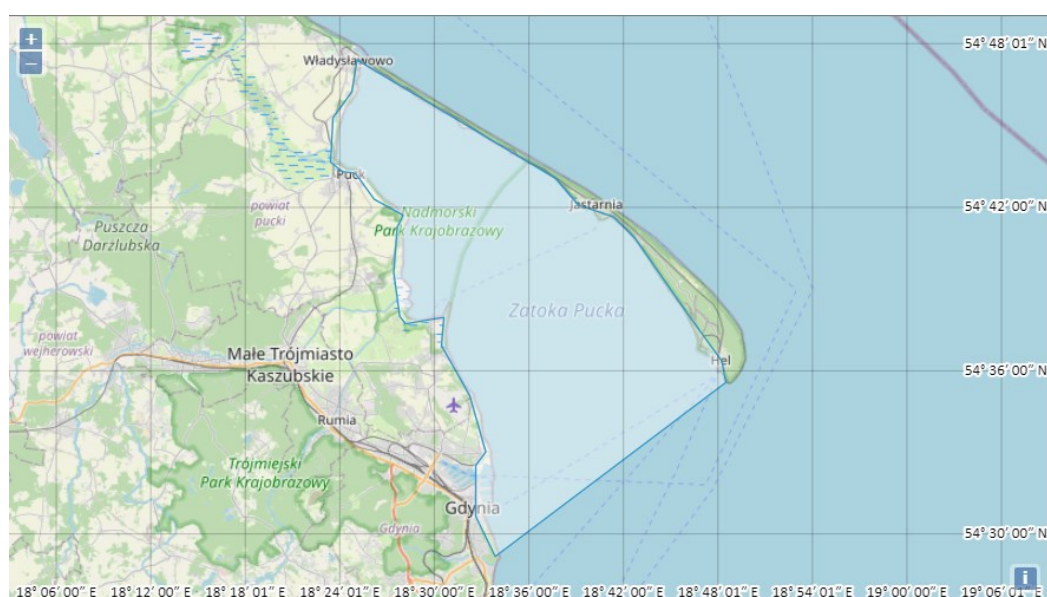 +
−
Władysławowo
54° 48′ 01″ N
Puck
powiat
pucki
Nadmorski
Park Krajobrazowy
Jastarnia
54° 42′ 00″ N
Puszcza
Darżlubska
Zatoka Pucka
powiat
wejherowski
Małe Trójmiasto
Kaszubskie
Hel
54° 36′ 00″ N
Rumia
Trójmiejski
Park Krajobrazowy
Gdynia
Gdynia
54° 30′ 00″ N
i
18° 06′ 00″ E
18° 12′ 00″ E
18° 18′ 01″ E
18° 24′ 01″ E
18° 30′ 00″ E
18° 36′ 00″ E
18° 42′ 00″ E
18° 48′ 01″ E
18° 54′ 01″ E
19° 00′ 00″ E
19° 06′ 01″ E